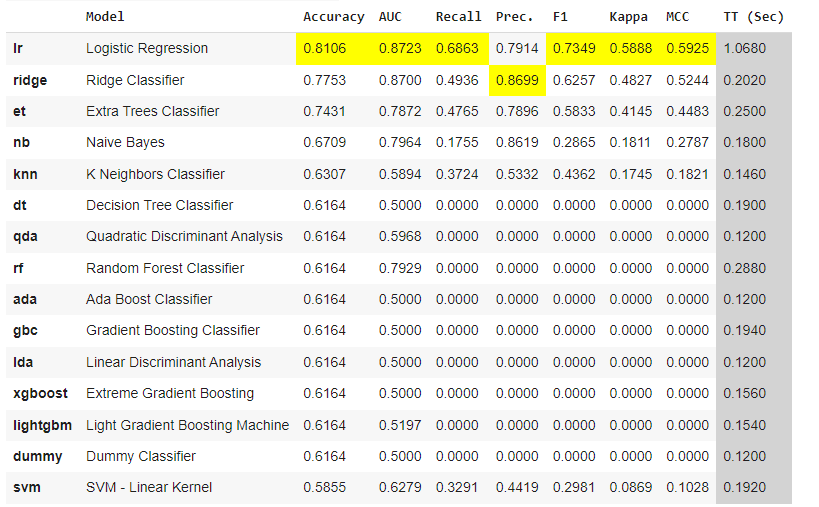 Model Accuracy AUC Recall Prec. F1 Kappa MCC TT (Sec)
lr Logistic Regression 0.8106 0.8723 0.6863 0.7914 0.7349 0.5888 0.5925 1.0680
ridge Ridge Classifier 0.7753 0.8700 0.4936 0.8699 0.6257 0.4827 0.5244 0.2020
et Extra Trees Classifier 0.7431 0.7872 0.4765 0.7896 0.5833 0.4145 0.4483 0.2500
nb Naive Bayes 0.6709 0.7964 0.1755 0.8619 0.2865 0.1811 0.2787 0.1800
knn K Neighbors Classifier 0.6307 0.5894 0.3724 0.5332 0.4362 0.1745 0.1821 0.1460
dt Decision Tree Classifier 0.6164 0.5000 0.0000 0.0000 0.0000 0.0000 0.0000 0.1900
qda Quadratic Discriminant Analysis 0.6164 0.5968 0.0000 0.0000 0.0000 0.0000 0.0000 0.1200
rf Random Forest Classifier 0.6164 0.7929 0.0000 0.0000 0.0000 0.0000 0.0000 0.2880
ada Ada Boost Classifier 0.6164 0.5000 0.0000 0.0000 0.0000 0.0000 0.0000 0.1200
gbc Gradient Boosting Classifier 0.6164 0.5000 0.0000 0.0000 0.0000 0.0000 0.0000 0.1940
lda Linear Discriminant Analysis 0.6164 0.5000 0.0000 0.0000 0.0000 0.0000 0.0000 0.1200
xgboost Extreme Gradient Boosting 0.6164 0.5000 0.0000 0.0000 0.0000 0.0000 0.0000 0.1560
lightgbm Light Gradient Boosting Machine 0.6164 0.5197 0.0000 0.0000 0.0000 0.0000 0.0000 0.1540
dummy Dummy Classifier 0.6164 0.5000 0.0000 0.0000 0.0000 0.0000 0.0000 0.1200
svm SVM - Linear Kernel 0.5855 0.6279 0.3291 0.4419 0.2981 0.0869 0.1028 0.1920